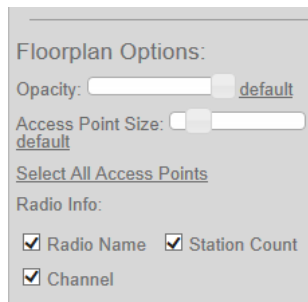 Floorplan Options:
Opacity: default
Access Point Size:
default
Select All Access Points
Radio Info:
Radio Name Station Count
Channel